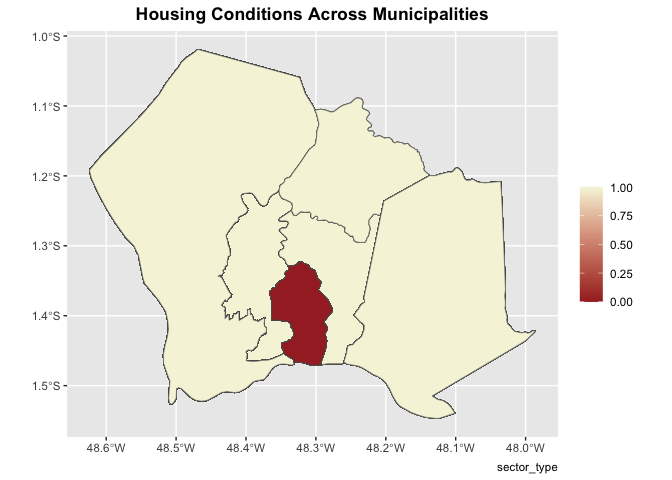 Housing Conditions Across Municipalities
1.0°S
1.1°S
1.2°S
1.3°S
1.4°S
1.5°S
48.6°W 48.5°W 48.4°W 48.3°W 48.2°W 48.1°W 48.0°W
sector_type
1.00
0.75
0.50
0.25
0.00